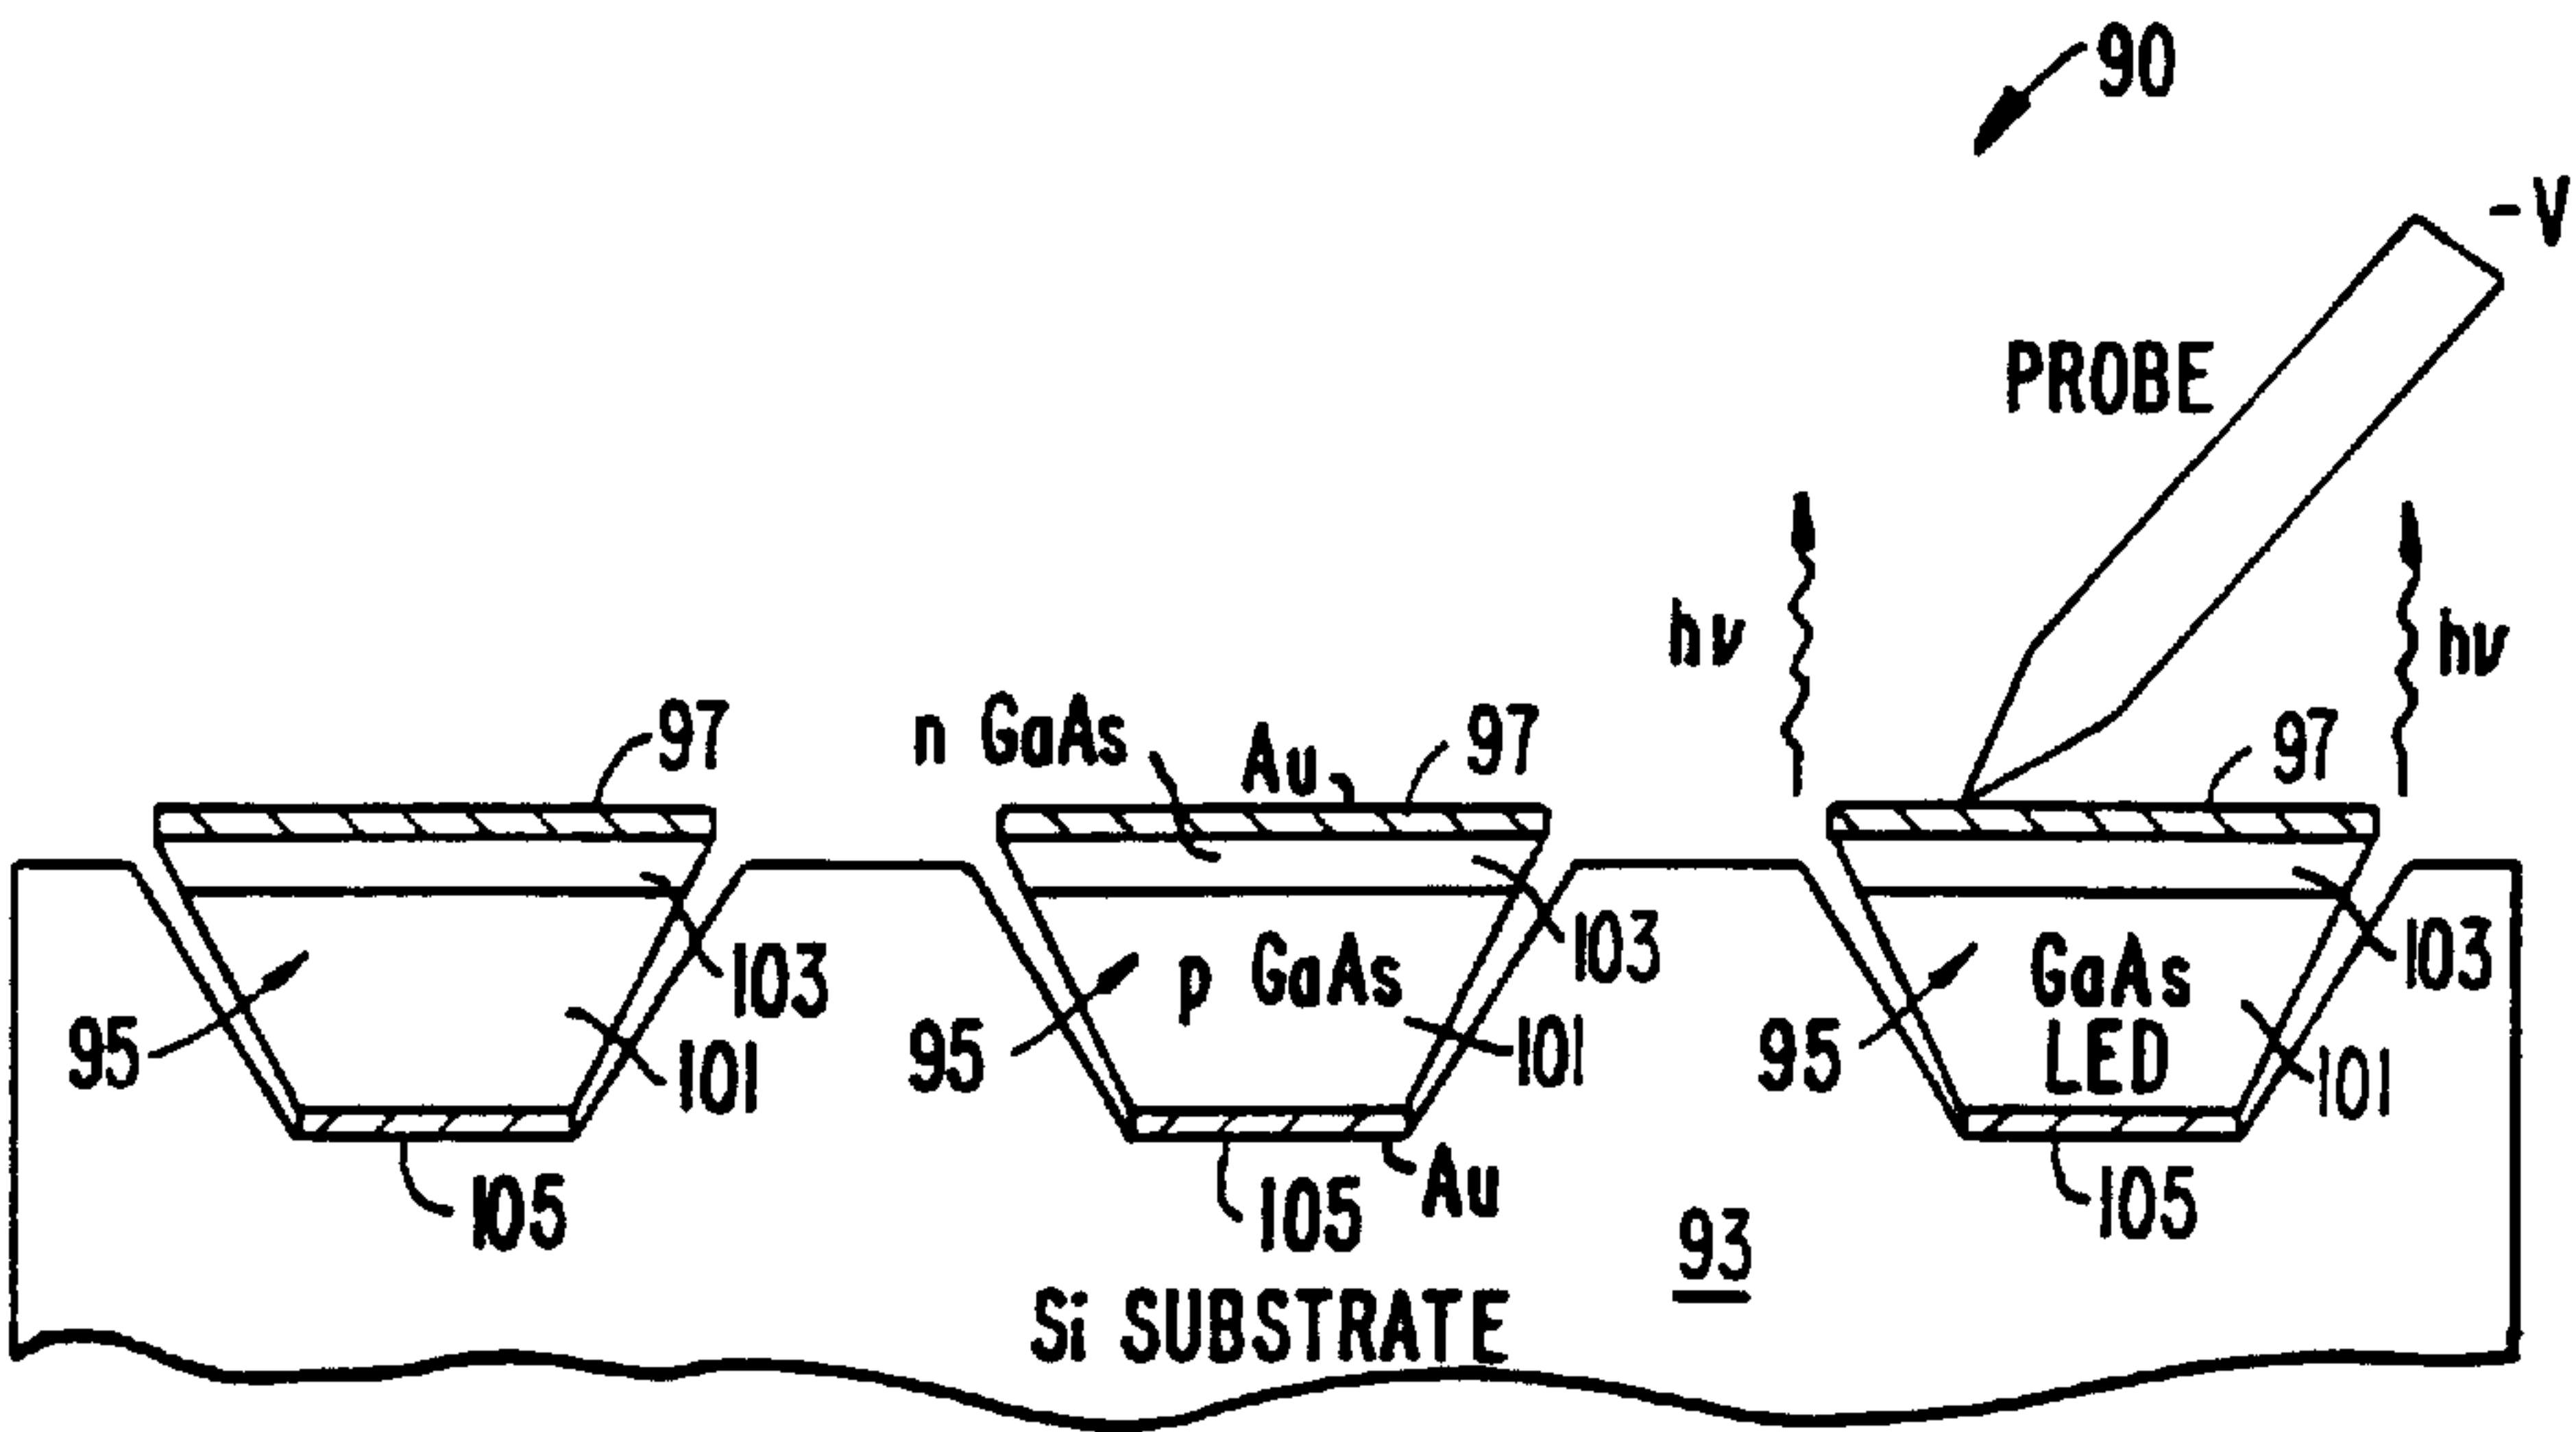 90
-V
PROBE
hν
hν
97
n GaAs
Au
97
97
103
103
103
95
95
p GaAs
95
GaAs
LED
101
101
101
105
105
Au
105
93
Si SUBSTRATE